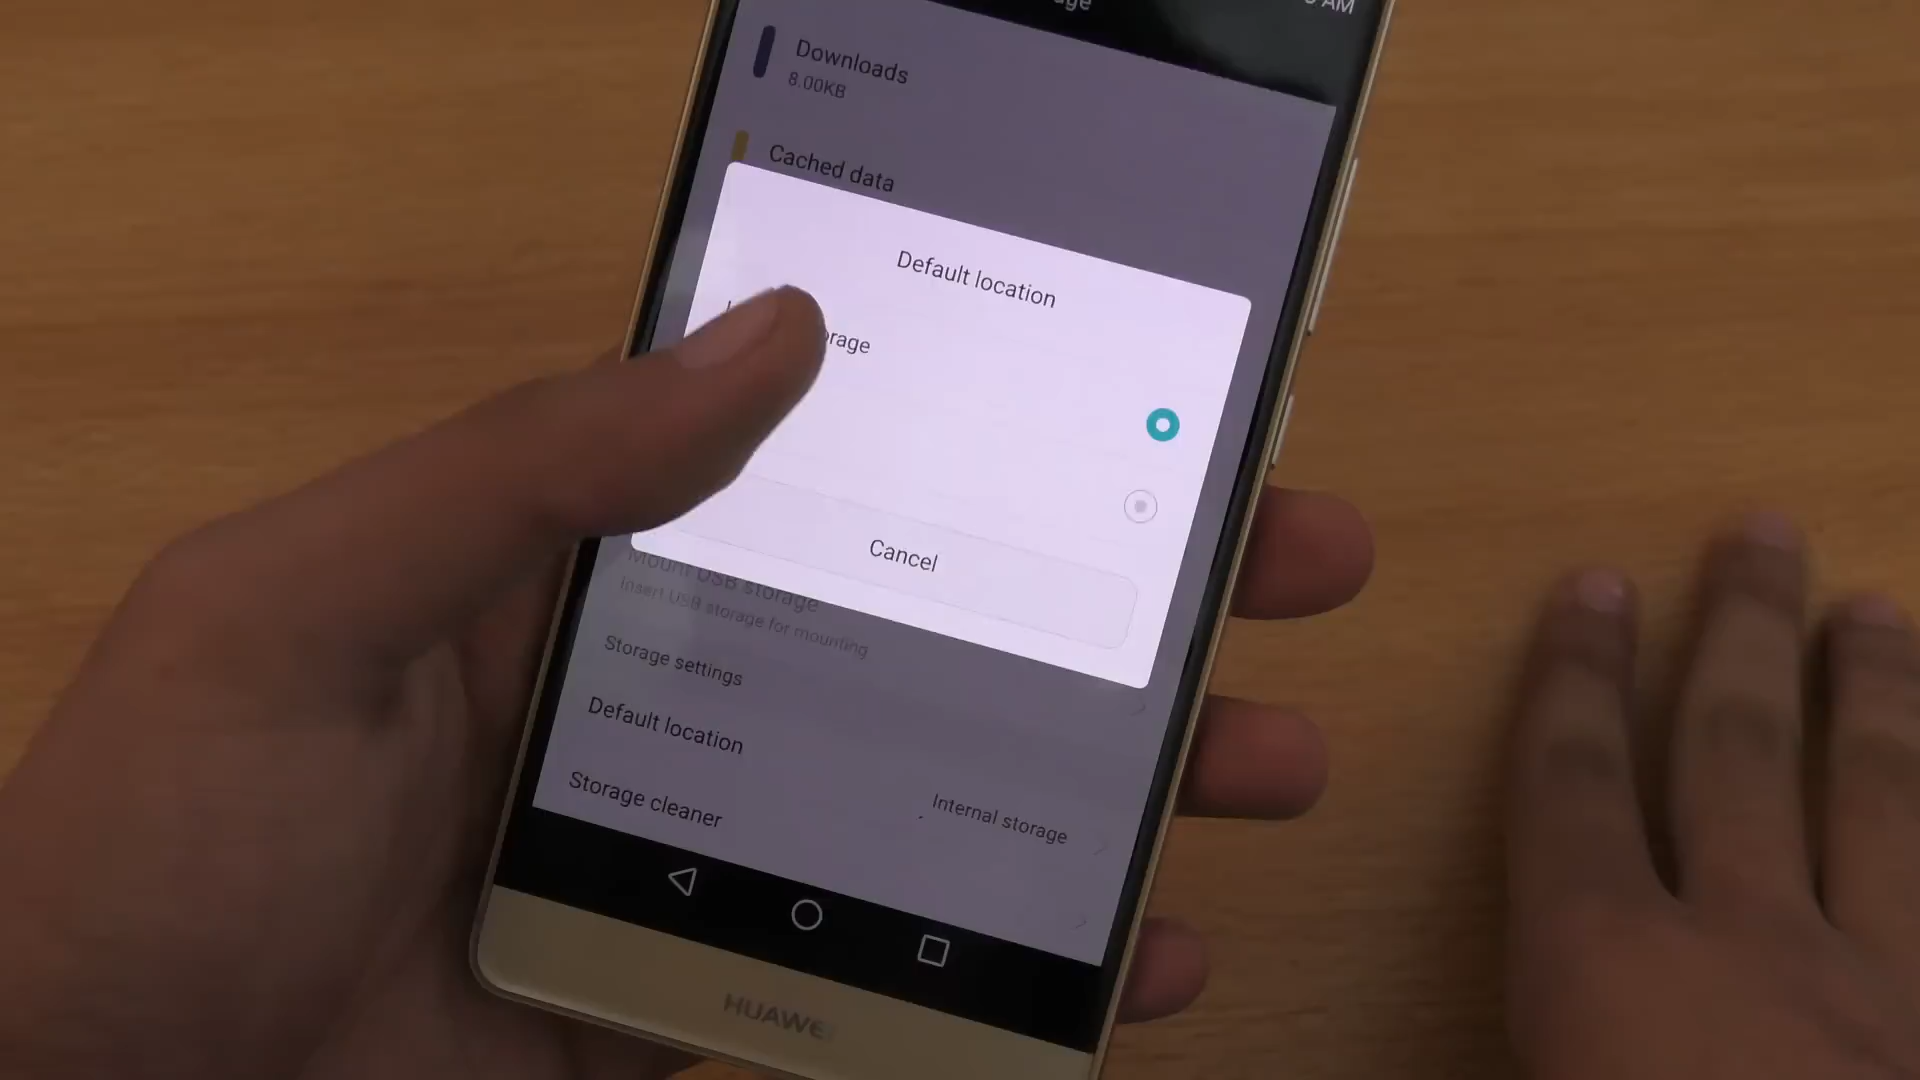 AM
Downloads
8.00KB
Cached data
Default location
Mount USB storage
Insert USB storage for mounting
Cancel
Storage settings
Default location
Internal storage
Storage cleaner
HUAWEI